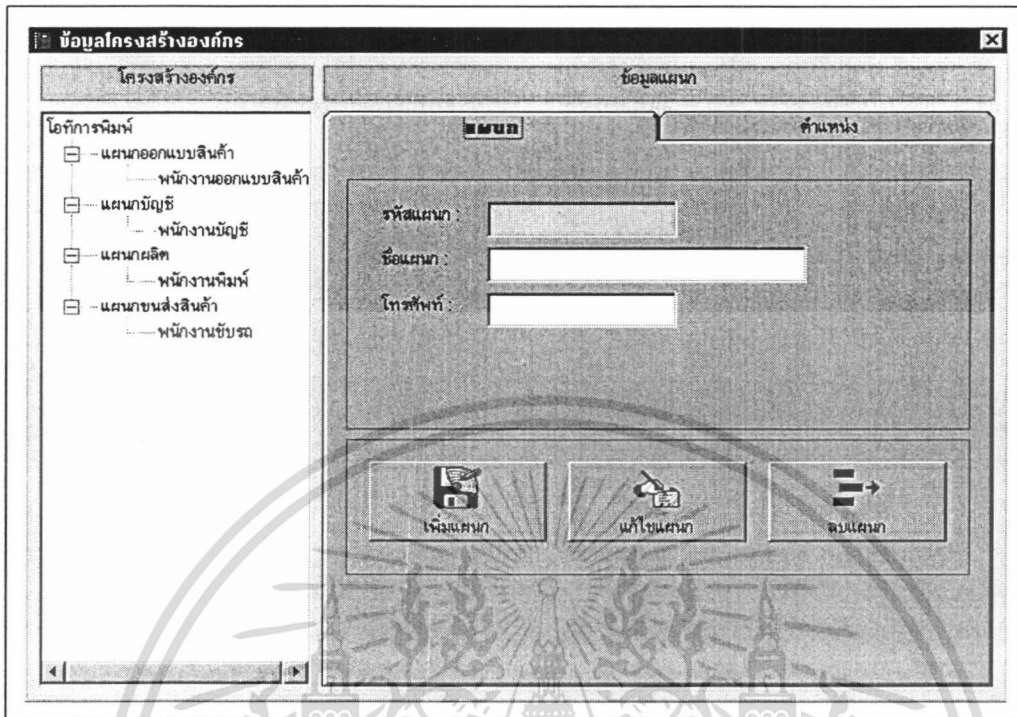 ข้อมูลโครงสร้างองค์กร
โครงสร้างองค์กร
ข้อมูลแผนก
โอทีการพิมพ์
แผนกออกแบบสินค้า
พนักงานออกแบบสินค้า
แผนกบัญชี
พนักงานบัญชี
แผนกผลิต
พนักงานพิมพ์
แผนกขนส่งสินค้า
พนักงานขับรถ
แผนก
ตำแหน่ง
รหัสแผนก :
ชื่อแผนก :
โทรศัพท์ :
เพิ่มแผนก
แก้ไขแผนก
ลบแผนก